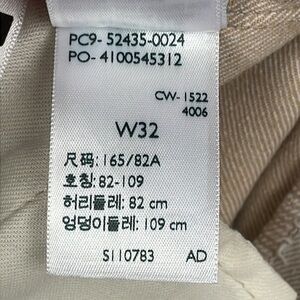 PC9- 52435-0024
PO- 4100545312
CW- 1522
4006
W32
尺码: 165/82A
호칭: 82-109
허리둘레: 82 cm
엉덩이둘레: 109 cm
S110783 AD